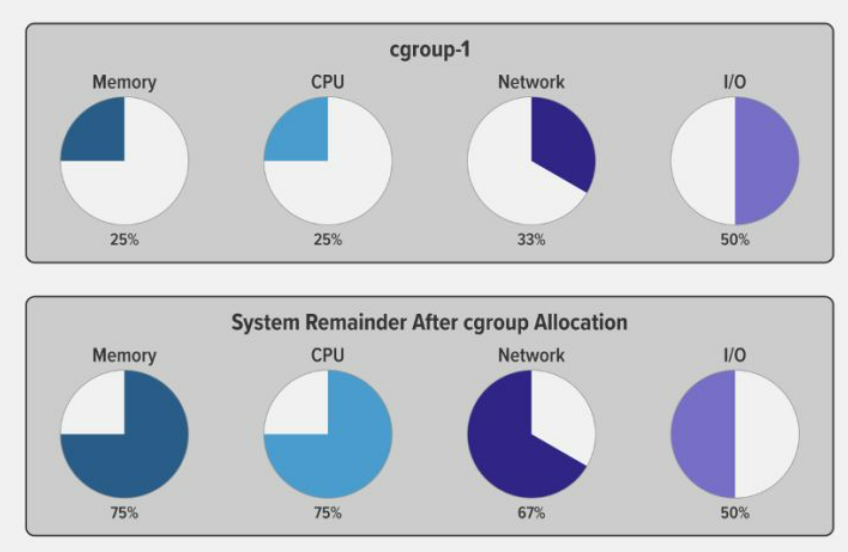 cgroup-1
Memory CPU Network I/O
25% 25% 33% 50%
System Remainder After cgroup Allocation
Memory CPU Network I/O
75% 75% 67% 50%